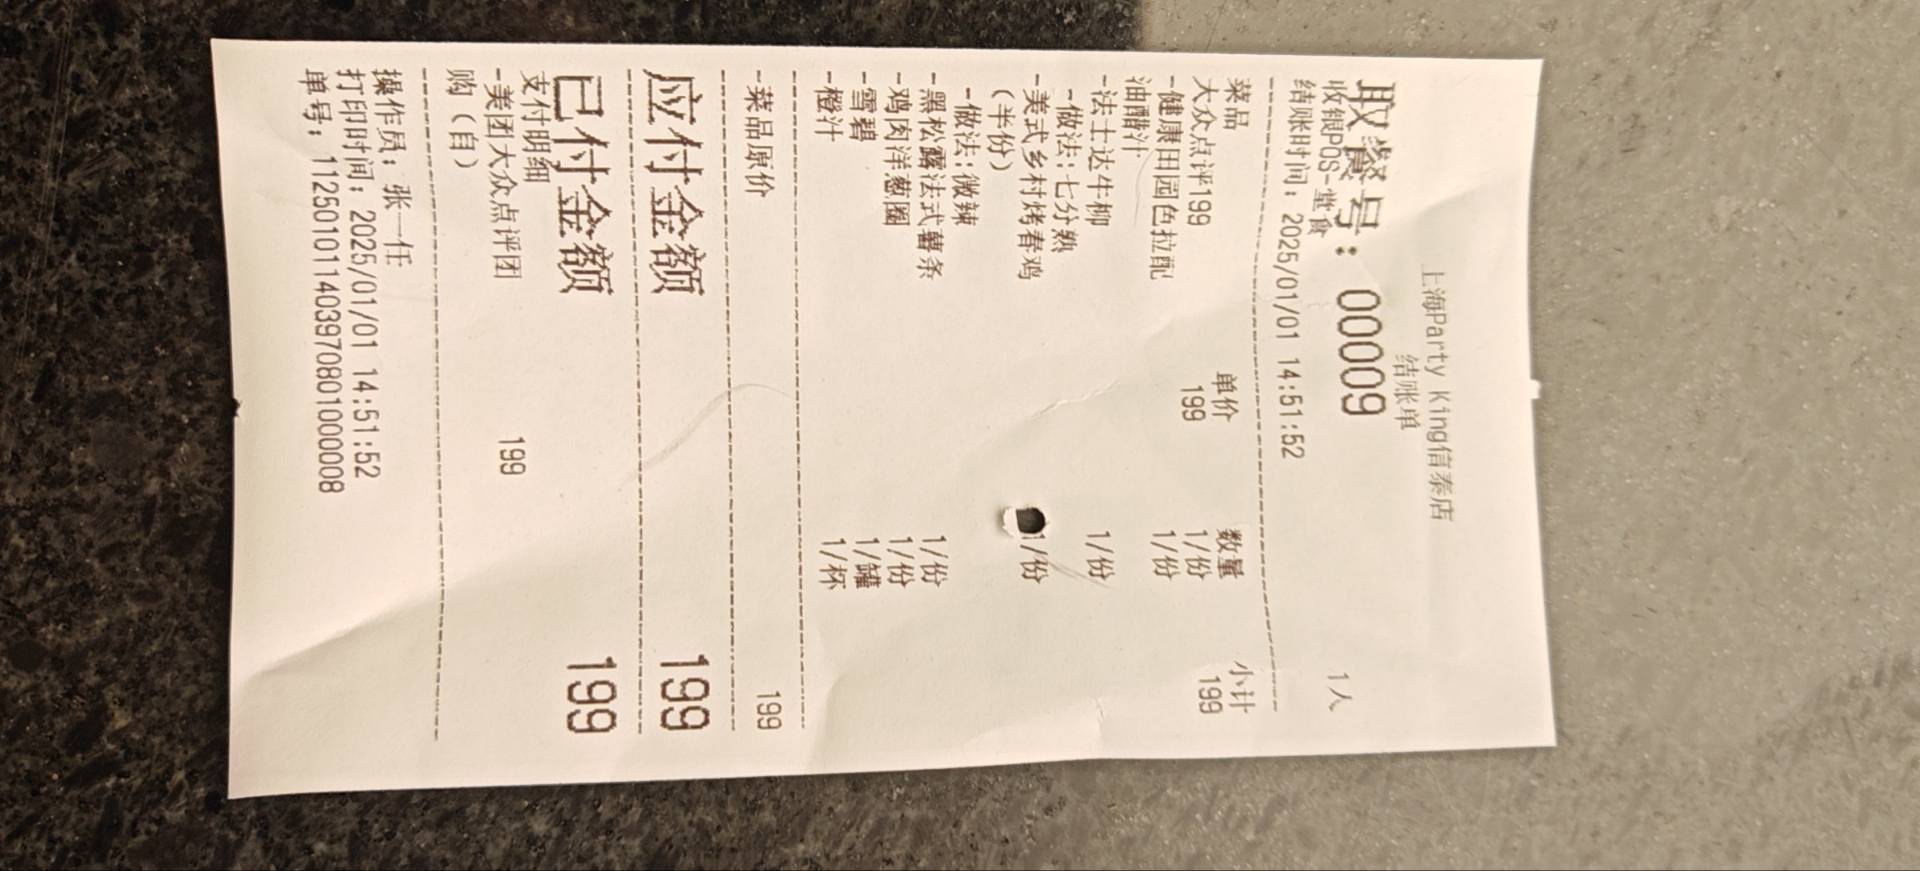 上海Party King信泰店
结账单
取餐号：00009
收银POS-堂食 1人
结账时间：2025/01/01 14:51:52
菜品 单价 数量 小计
大众点评199 199 1/份 199
-健康田园色拉配 1/份
油醋汁
-法士达牛柳 1/份
-做法：七分熟
-美式乡村烤春鸡 1/份
（半份）
-做法：微辣
-黑松露法式薯条 1/份
-鸡肉洋葱圈 1/份
-雪碧 1/罐
-橙汁 1/杯
-菜品原价 199
应付金额 199
已付金额 199
支付明细
-美团大众点评团 199
购（自）
操作员：张一任
打印时间：2025/01/01 14:51:52
单号：11250101140397080100000008